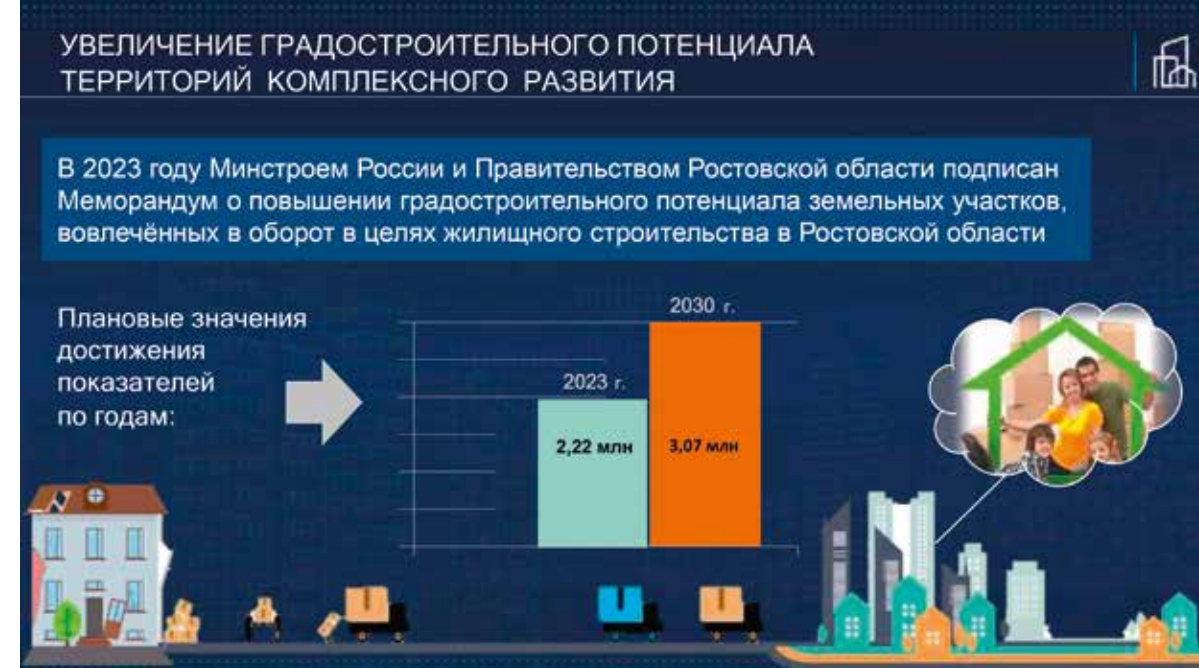 УВЕЛИЧЕНИЕ ГРАДОСТРОИТЕЛЬНОГО ПОТЕНЦИАЛА
ТЕРРИТОРИЙ КОМПЛЕКСНОГО РАЗВИТИЯ
В 2023 году Минстроем России и Правительством Ростовской области подписан
Меморандум о повышении градостроительного потенциала земельных участков,
вовлечённых в оборот в целях жилищного строительства в Ростовской области
Плановые значения
достижения
показателей
по годам:
2030 г.
2023 г.
2,22 млн
3,07 млн